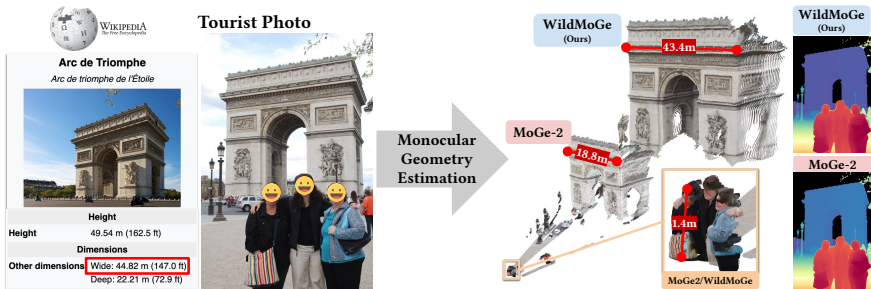 WIKIPEDIA
The Free Encyclopedia
Arc de Triomphe
Arc de triomphe de l'Étoile
Height
Height 49.54 m (162.5 ft)
Dimensions
Other dimensions Wide: 44.82 m (147.0 ft)
Deep: 22.21 m (72.9 ft)
Tourist Photo
Monocular
Geometry
Estimation
WildMoGe
(Ours)
43.4m
MoGe-2
18.8m
1.4m
MoGe2/WildMoGe
WildMoGe
(Ours)
MoGe-2